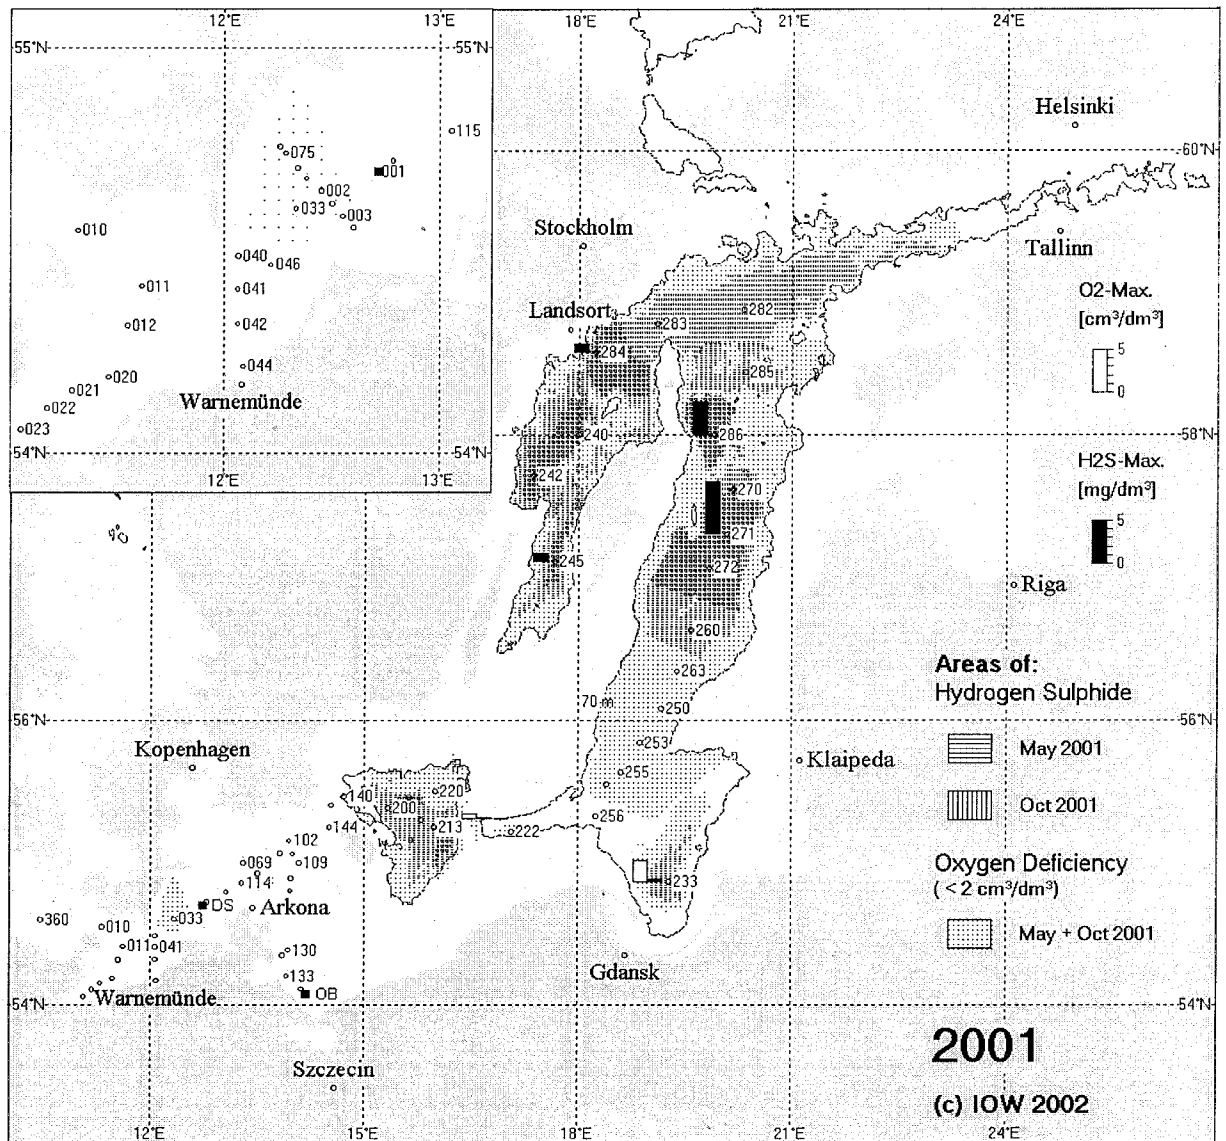 12°E
13°E
18°E
21°E
24°E
55°N
55°N
Helsinki
115
60°N
075
001
002
033
003
010
Stockholm
Tallinn
040
046
O2-Max.
[cm³/dm³]
011
041
282
Landsort
012
042
283
5
284
044
285
0
021
020
Warnemünde
022
023
240
286
58°N
54°N
54°N
H2S-Max.
[mg/dm³]
12°E
13°E
242
270
5
271
0
245
272
Riga
260
Areas of:
263
Hydrogen Sulphide
70 m
250
56°N
56°N
253
May 2001
Kopenhagen
Klaipeda
255
140
220
200
Oct 2001
256
144
213
222
102
Oxygen Deficiency
(< 2 cm³/dm³)
069
109
114
233
DS
Arkona
360
010
033
May + Oct 2001
011
041
130
Gdansk
133
Warnemünde
OB
54°N
54°N
2001
Szczecin
(c) IOW 2002
12°E
15°E
18°E
21°E
24°E